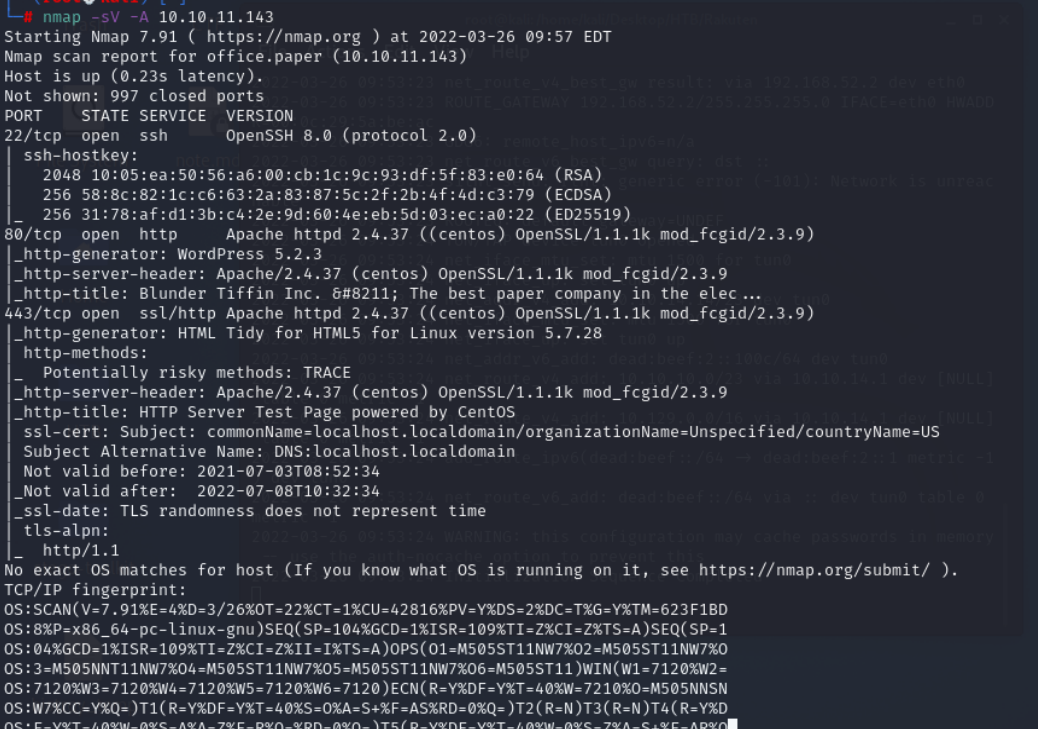 # nmap -sV -A 10.10.11.143
Starting Nmap 7.91 ( https://nmap.org ) at 2022-03-26 09:57 EDT
Nmap scan report for office.paper (10.10.11.143)
Host is up (0.23s latency).
Not shown: 997 closed ports
PORT    STATE SERVICE  VERSION
22/tcp  open  ssh      OpenSSH 8.0 (protocol 2.0)
| ssh-hostkey:
|   2048 10:05:ea:50:56:a6:00:cb:1c:9c:93:df:5f:83:e0:64 (RSA)
|   256 58:8c:82:1c:c6:63:2a:83:87:5c:2f:2b:4f:4d:c3:79 (ECDSA)
|_  256 31:78:af:d1:3b:c4:2e:9d:60:4e:eb:5d:03:ec:a0:22 (ED25519)
80/tcp  open  http     Apache httpd 2.4.37 ((centos) OpenSSL/1.1.1k mod_fcgid/2.3.9)
|_http-generator: WordPress 5.2.3
|_http-server-header: Apache/2.4.37 (centos) OpenSSL/1.1.1k mod_fcgid/2.3.9
|_http-title: Blunder Tiffin Inc. &#8211; The best paper company in the elec...
443/tcp open  ssl/http Apache httpd 2.4.37 ((centos) OpenSSL/1.1.1k mod_fcgid/2.3.9)
|_http-generator: HTML Tidy for HTML5 for Linux version 5.7.28
| http-methods:
|_  Potentially risky methods: TRACE
|_http-server-header: Apache/2.4.37 (centos) OpenSSL/1.1.1k mod_fcgid/2.3.9
|_http-title: HTTP Server Test Page powered by CentOS
| ssl-cert: Subject: commonName=localhost.localdomain/organizationName=Unspecified/countryName=US
| Subject Alternative Name: DNS:localhost.localdomain
| Not valid before: 2021-07-03T08:52:34
|_Not valid after:  2022-07-08T10:32:34
|_ssl-date: TLS randomness does not represent time
| tls-alpn:
|_  http/1.1
No exact OS matches for host (If you know what OS is running on it, see https://nmap.org/submit/ ).
TCP/IP fingerprint:
OS:SCAN(V=7.91%E=4%D=3/26%OT=22%CT=1%CU=42816%PV=Y%DS=2%DC=T%G=Y%TM=623F1BD
OS:8%P=x86_64-pc-linux-gnu)SEQ(SP=104%GCD=1%ISR=109%TI=Z%CI=Z%TS=A)SEQ(SP=1
OS:04%GCD=1%ISR=109%TI=Z%CI=Z%II=I%TS=A)OPS(O1=M505ST11NW7%O2=M505ST11NW7%O
OS:3=M505NNT11NW7%O4=M505ST11NW7%O5=M505ST11NW7%O6=M505ST11)WIN(W1=7120%W2=
OS:7120%W3=7120%W4=7120%W5=7120%W6=7120)ECN(R=Y%DF=Y%T=40%W=7210%O=M505NNSN
OS:W7%CC=Y%Q=)T1(R=Y%DF=Y%T=40%S=O%A=S+%F=AS%RD=0%Q=)T2(R=N)T3(R=N)T4(R=Y%D
OS:F=Y%T=40%W=0%S=A%A=Z%F=R%O=%RD=0%Q=)T5(R=Y%DF=Y%T=40%W=0%S=Z%A=S+%F=AR%O